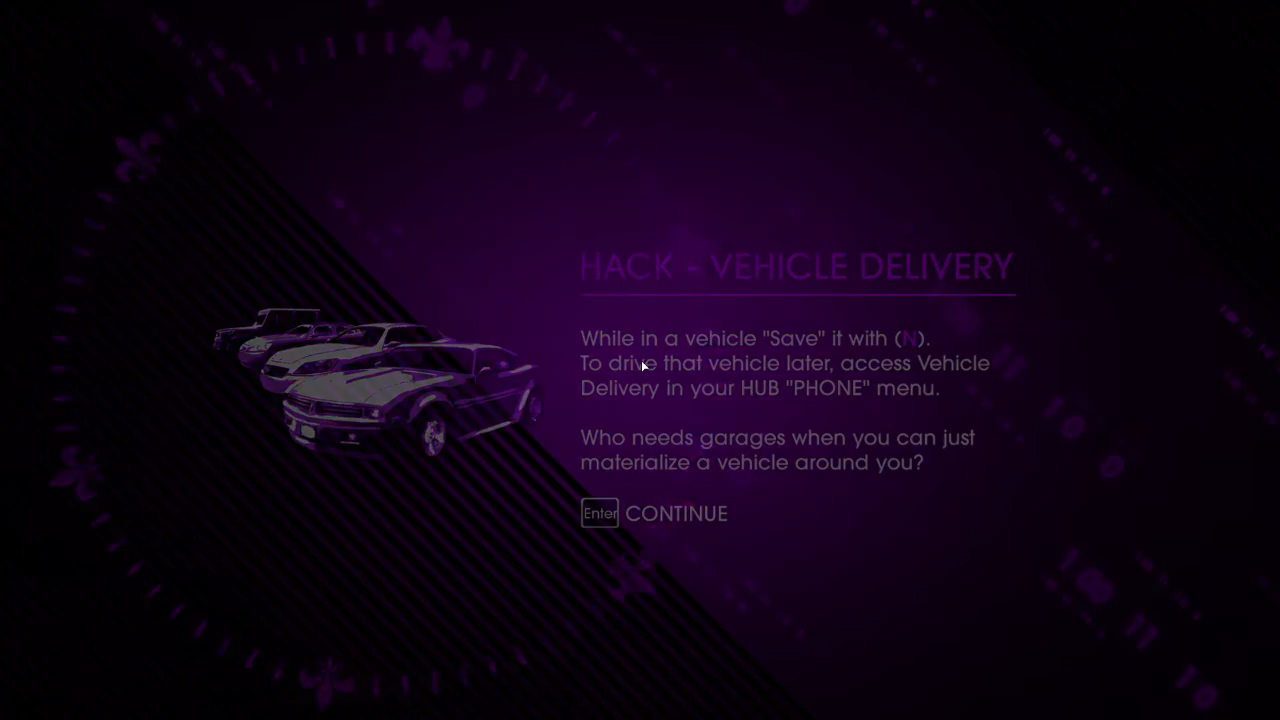 HACK - VEHICLE DELIVERY
While in a vehicle "Save" it with (N).
To drive that vehicle later, access Vehicle
Delivery in your HUB "PHONE" menu.
Who needs garages when you can just
materialize a vehicle around you?
Enter CONTINUE